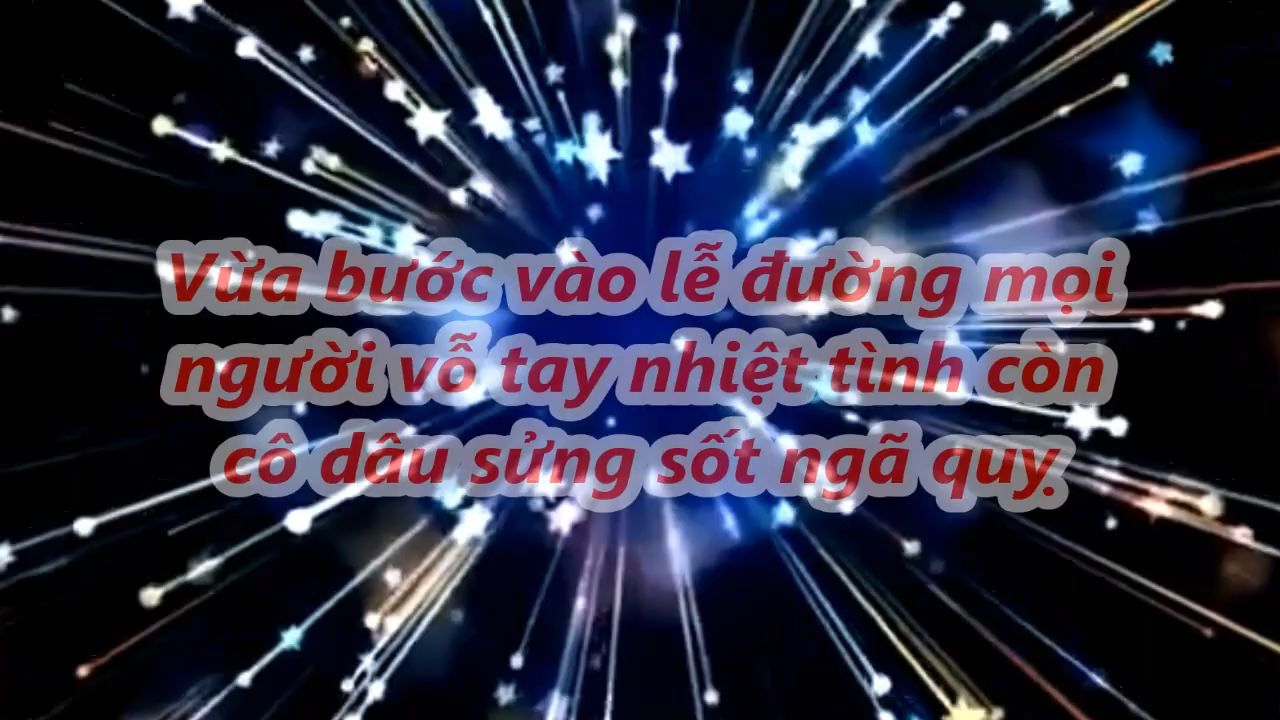 Vừa bước vào lễ đường mọi
người vỗ tay nhiệt tình còn
cô dâu sửng sốt ngã quỵ